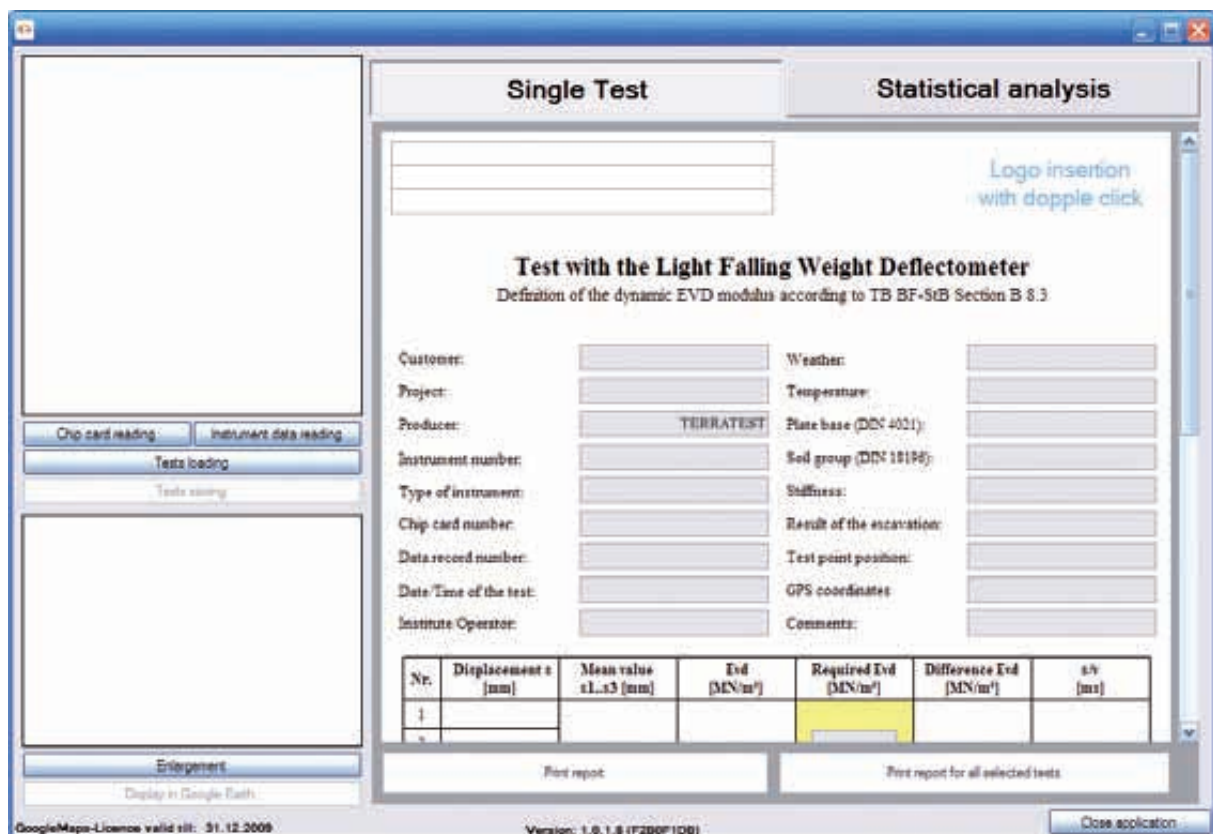 Single Test
Statistical analysis
Logo insertion
with dopple click
Test with the Light Falling Weight Deflectometer
Definition of the dynamic EVD modulus according to TB BF-StB Section B 8.3
Customer:
Weather:
Project:
Temperature:
Producer: TERRATEST
Plate base (DIN 4021):
Instrument number:
Soil group (DIN 18196):
Type of instrument:
Stiffness:
Chip card number:
Result of the excavation:
Data record number:
Test point position:
Date/Time of the test:
GPS coordinates
Institute Operator:
Comments:
Nr. Displacement s [mm] Mean value s1..s3 [mm] Evd [MN/m²] Required Evd [MN/m²] Difference Evd [MN/m²] s/v [ms]
1
Chip card reading
Instrument data reading
Tests loading
Tests saving
Enlargement
Display in Google Earth
Print report
Print report for all selected tests
GoogleMaps-Licence valid till: 31.12.2009
Version: 1.0.1.8 (F2B0F1DB)
Close application